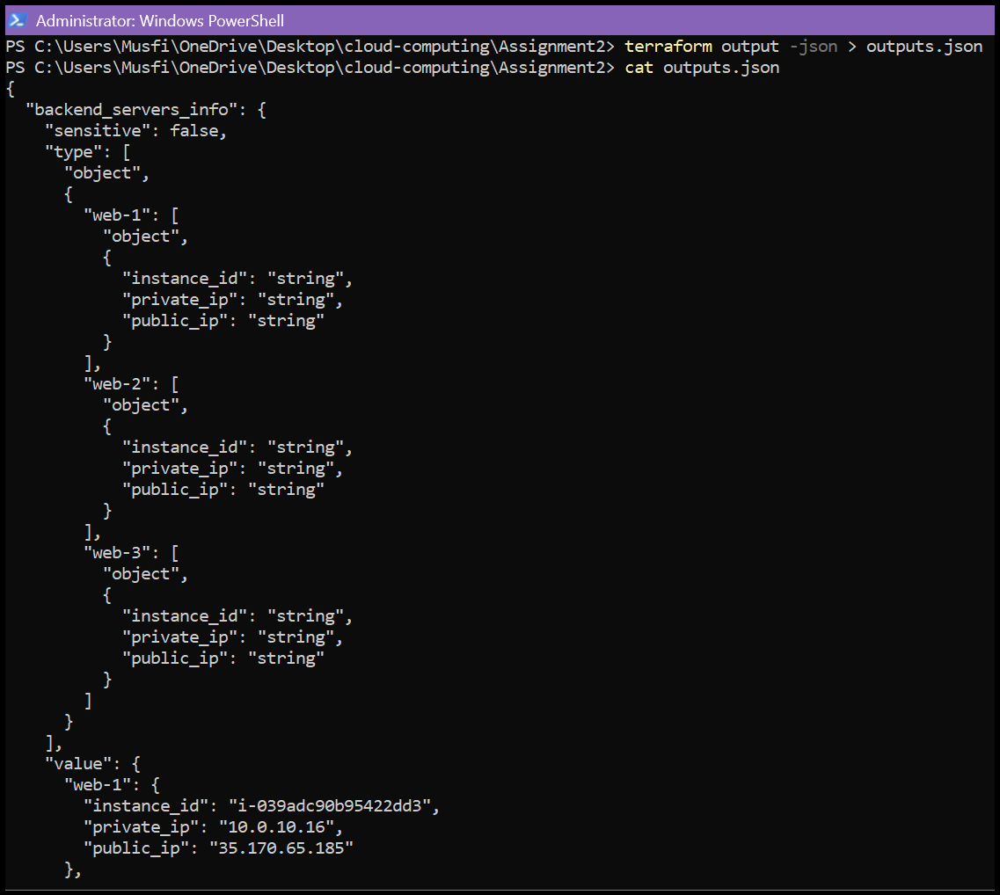 Administrator: Windows PowerShell
PS C:\Users\Musfi\OneDrive\Desktop\cloud-computing\Assignment2> terraform output -json > outputs.json
PS C:\Users\Musfi\OneDrive\Desktop\cloud-computing\Assignment2> cat outputs.json
{
  "backend_servers_info": {
    "sensitive": false,
    "type": [
      "object",
      {
        "web-1": [
          "object",
          {
            "instance_id": "string",
            "private_ip": "string",
            "public_ip": "string"
          }
        ],
        "web-2": [
          "object",
          {
            "instance_id": "string",
            "private_ip": "string",
            "public_ip": "string"
          }
        ],
        "web-3": [
          "object",
          {
            "instance_id": "string",
            "private_ip": "string",
            "public_ip": "string"
          }
        ]
      }
    ],
    "value": {
      "web-1": {
        "instance_id": "i-039adc90b95422dd3",
        "private_ip": "10.0.10.16",
        "public_ip": "35.170.65.185"
      },